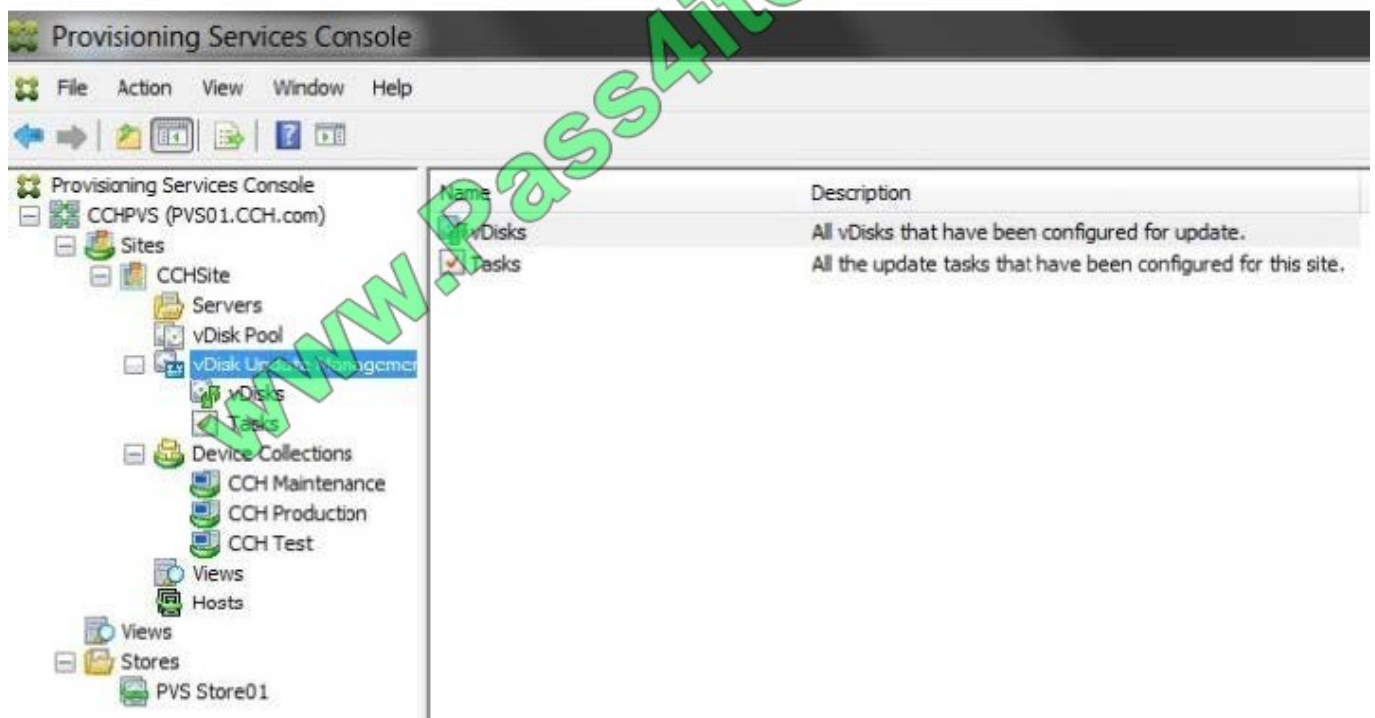 Provisioning Services Console
File Action View Window Help
Provisioning Services Console
CCHPVS (PVS01.CCH.com)
Sites
CCHSite
Servers
vDisk Pool
vDisk Update Managemen
vDisks
Tasks
Device Collections
CCH Maintenance
CCH Production
CCH Test
Views
Hosts
Views
Stores
PVS Store01
Name Description
vDisks All vDisks that have been configured for update.
Tasks All the update tasks that have been configured for this site.